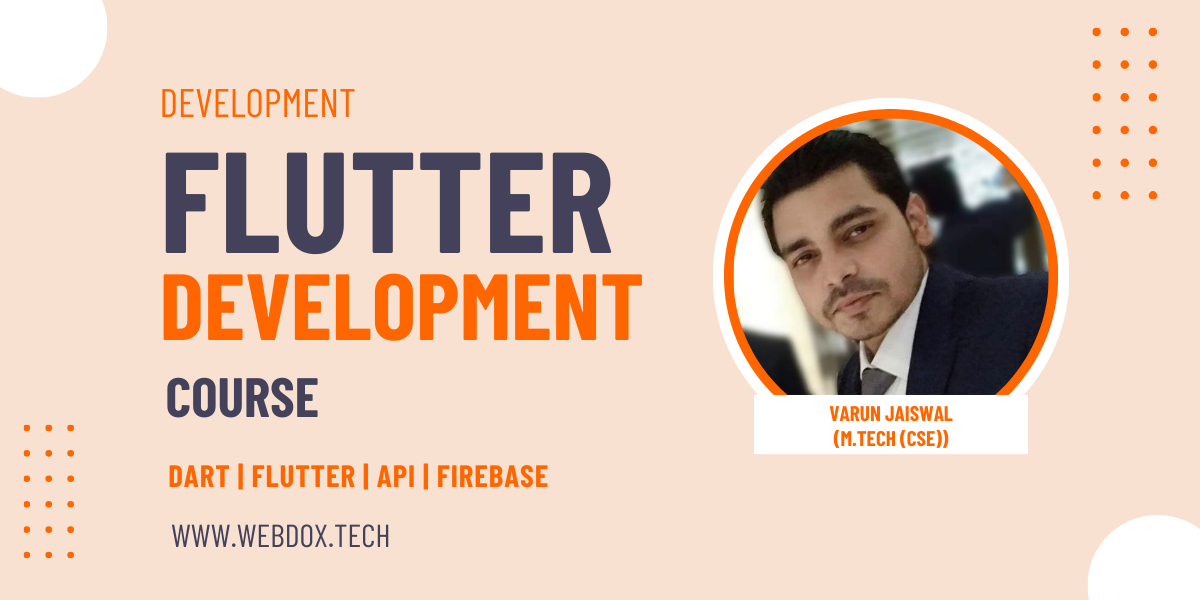 DEVELOPMENT
FLUTTER
DEVELOPMENT
COURSE
DART | FLUTTER | API | FIREBASE
WWW.WEBDOX.TECH
VARUN JAISWAL
(M.TECH (CSE))